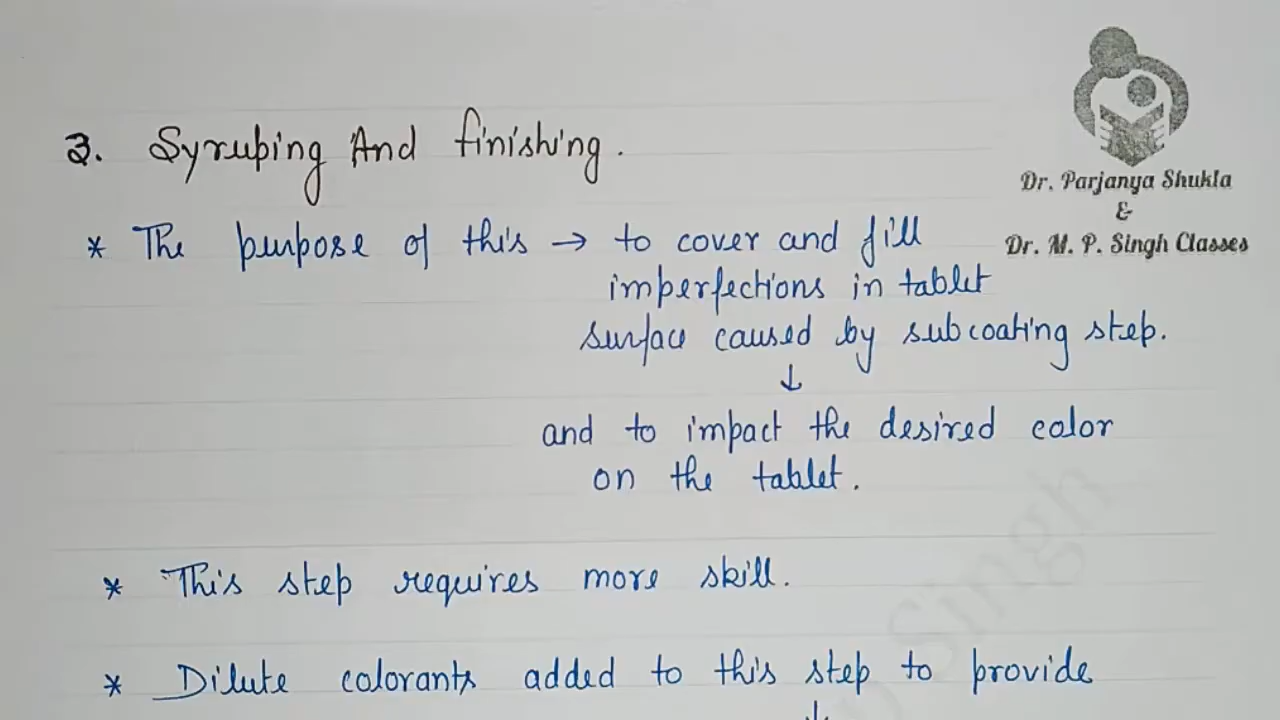 3. Syruping And finishing.
* The purpose of this → to cover and fill
imperfections in tablet
surface caused by subcoating step.
↓
and to impact the desired color
on the tablet.
* This step requires more skill.
* Dilute colorants added to this step to provide
↓
Dr. Parjanya Shukla
&
Dr. M. P. Singh Classes
Singh